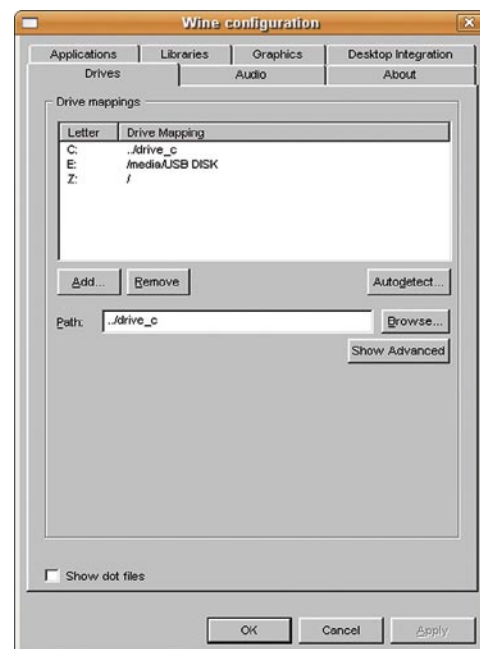 Wine configuration
Applications Libraries Graphics Desktop Integration
Drives Audio About
Drive mappings
Letter Drive Mapping
C: ../drive_c
E: /media/USB DISK
Z: /
Add... Remove Autodetect...
Path: ../drive_c Browse...
Show Advanced
Show dot files
OK Cancel Apply